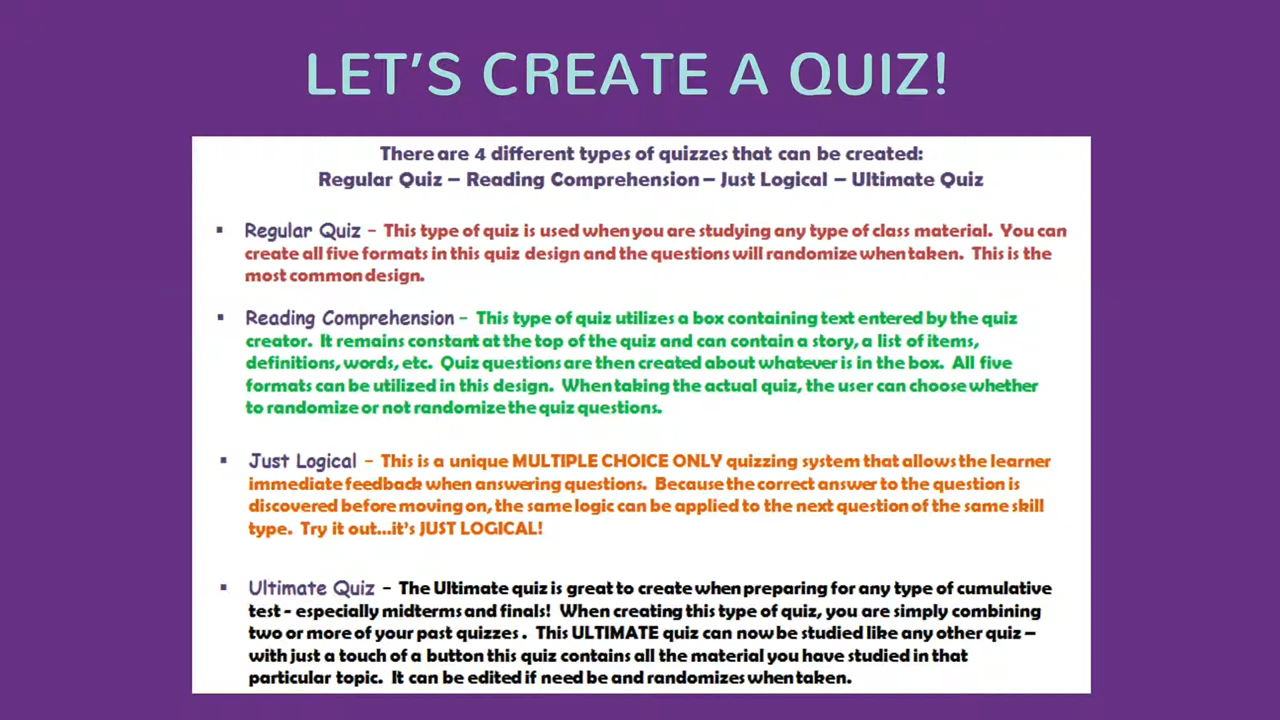 LET'S CREATE A QUIZ!
There are 4 different types of quizzes that can be created:
Regular Quiz – Reading Comprehension – Just Logical – Ultimate Quiz
▪ Regular Quiz – This type of quiz is used when you are studying any type of class material. You can
create all five formats in this quiz design and the questions will randomize when taken. This is the
most common design.
▪ Reading Comprehension – This type of quiz utilizes a box containing text entered by the quiz
creator. It remains constant at the top of the quiz and can contain a story, a list of items,
definitions, words, etc. Quiz questions are then created about whatever is in the box. All five
formats can be utilized in this design. When taking the actual quiz, the user can choose whether
to randomize or not randomize the quiz questions.
▪ Just Logical – This is a unique MULTIPLE CHOICE ONLY quizzing system that allows the learner
immediate feedback when answering questions. Because the correct answer to the question is
discovered before moving on, the same logic can be applied to the next question of the same skill
type. Try it out...it's JUST LOGICAL!
▪ Ultimate Quiz – The Ultimate quiz is great to create when preparing for any type of cumulative
test - especially midterms and finals! When creating this type of quiz, you are simply combining
two or more of your past quizzes . This ULTIMATE quiz can now be studied like any other quiz –
with just a touch of a button this quiz contains all the material you have studied in that
particular topic. It can be edited if need be and randomizes when taken.